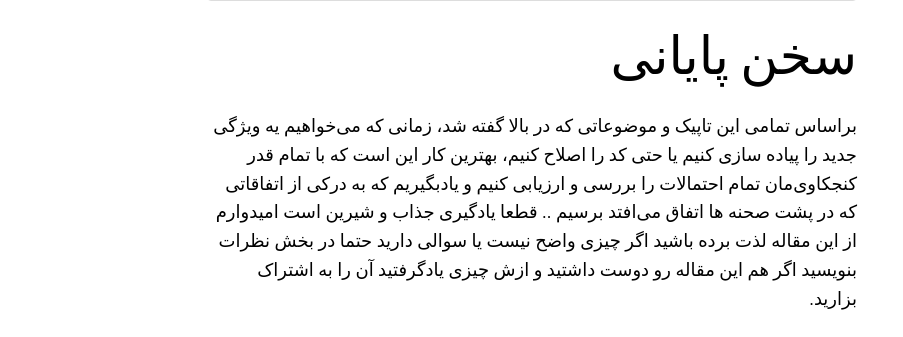 سخن پایانی
براساس تمامی این تاپیک و موضوعاتی که در بالا گفته شد، زمانی که می‌خواهیم یه ویژگی
جدید را پیاده سازی کنیم یا حتی کد را اصلاح کنیم، بهترین کار این است که با تمام قدر
کنجکاوی‌مان تمام احتمالات را بررسی و ارزیابی کنیم و یادبگیریم که به درکی از اتفاقاتی
که در پشت صحنه ها اتفاق می‌افتد برسیم .. قطعا یادگیری جذاب و شیرین است امیدوارم
از این مقاله لذت برده باشید اگر چیزی واضح نیست یا سوالی دارید حتما در بخش نظرات
بنویسید اگر هم این مقاله رو دوست داشتید و ازش چیزی یادگرفتید آن را به اشتراک
بزارید.